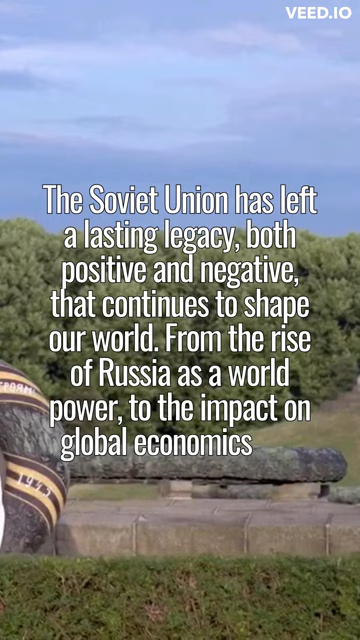 VEED.IO
The Soviet Union has left
a lasting legacy, both
positive and negative,
that continues to shape
our world. From the rise
of Russia as a world
power, to the impact on
global economics
1945